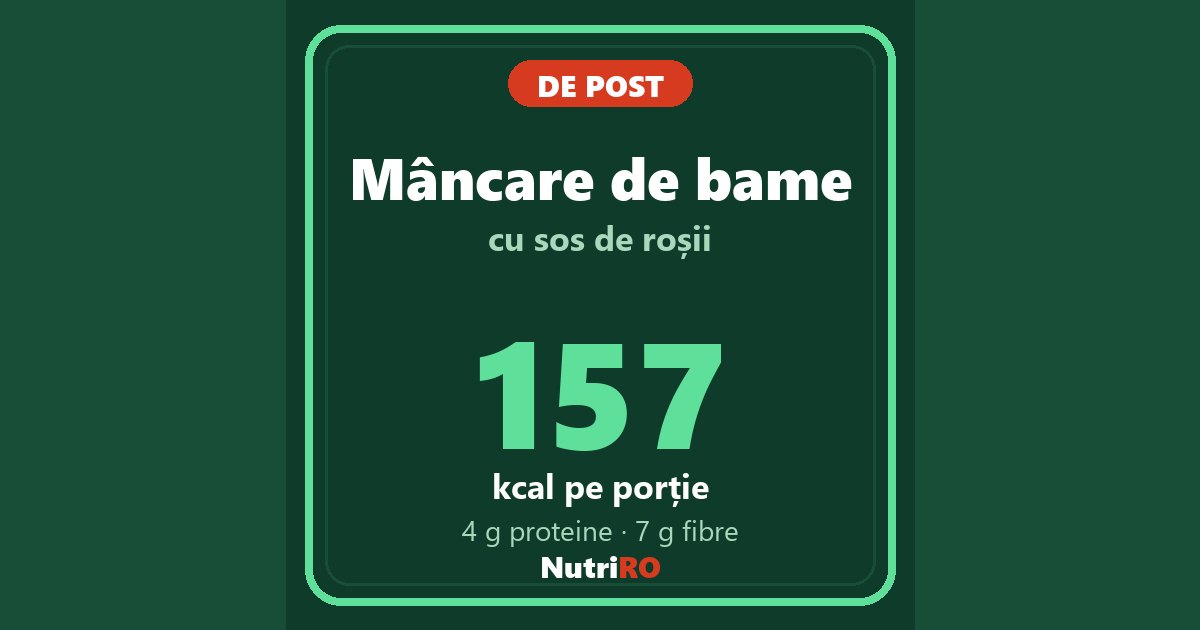 DE POST
Mâncare de bame
cu sos de roșii
157
kcal pe porție
4 g proteine · 7 g fibre
NutriRO